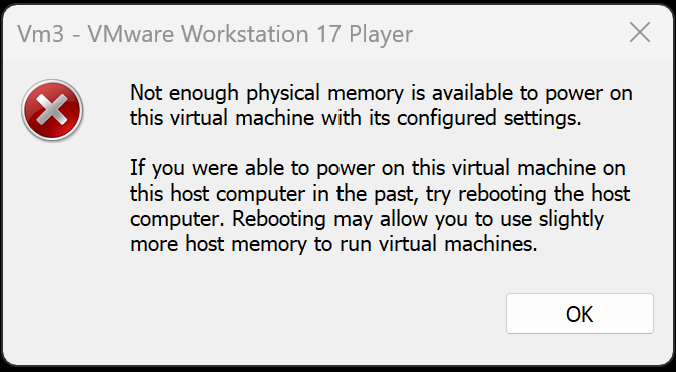 Vm3 - VMware Workstation 17 Player
Not enough physical memory is available to power on
this virtual machine with its configured settings.
If you were able to power on this virtual machine on
this host computer in the past, try rebooting the host
computer. Rebooting may allow you to use slightly
more host memory to run virtual machines.
OK